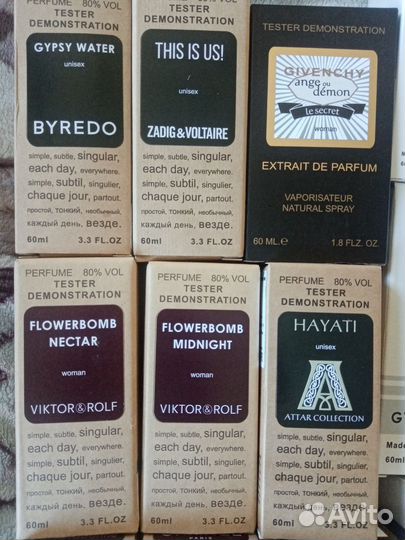 PERFUME 80% VOL
TESTER
DEMONSTRATION
GYPSY WATER
unisex
BYREDO
simple, subtle, singular,
each day, everywhere.
simple, subtil, singulier,
chaque jour, partout.
простой, тонкий, необычный,
каждый день, везде.
60ml 3.3 FL.OZ
PERFUME 80% VOL
TESTER
DEMONSTRATION
THIS IS US!
/
unisex
ZADIG&VOLTAIRE
simple, subtle, singular,
each day, everywhere.
simple, subtil, singulier,
chaque jour, partout.
простой, тонкий, необычный,
каждый день, везде.
60ml 3.3 FL.OZ
TESTER DEMONSTRATION
GIVENCHY
ange ou
démon
le secret
woman
EXTRAIT DE PARFUM
VAPORISATEUR
NATURAL SPRAY
60 ML.e 1.8 FLZ. OZ
PERFUME 80% VOL
TESTER
DEMONSTRATION
FLOWERBOMB
NECTAR
woman
VIKTOR&ROLF
simple, subtle, singular,
each day, everywhere.
simple, subtil, singulier,
chaque jour, partout.
простой, тонкий, необычный,
каждый день, везде.
60ml 3.3 FL.OZ
PERFUME 80% VOL
TESTER
DEMONSTRATION
FLOWERBOMB
MIDNIGHT
woman
VIKTOR&ROLF
simple, subtle, singular,
each day, everywhere.
simple, subtil, singulier,
chaque jour, partout.
простой, тонкий, необычный,
каждый день, везде.
60ml 3.3 FL.OZ
PERFUME 80% VOL
TESTER
DEMONSTRATION
HAYATI
unisex
A
ATTAR COLLECTION
simple, subtle, singular,
each day, everywhere.
simple, subtil, singulier,
chaque jour, partout.
простой, тонкий, необычный,
каждый день, везде.
60ml 3.3 FL.OZ
Made
60ml
PARIS
Avito